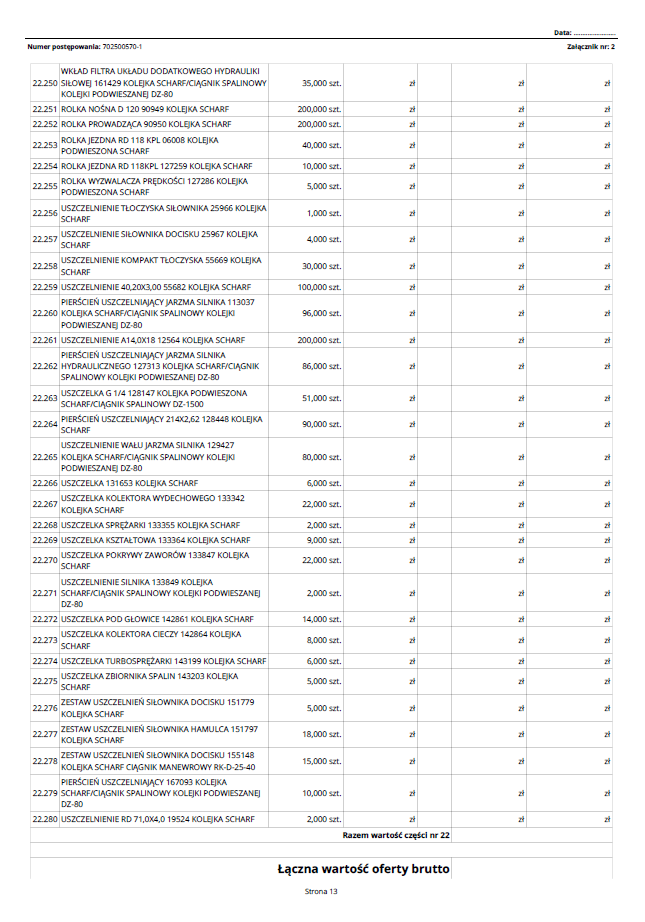 Data: ......................
Numer postępowania: 702500570-1 Załącznik nr: 2
WKŁAD FILTRA UKŁADU DODATKOWEGO HYDRAULIKI
22.250 SIŁOWEJ 161429 KOLEJKA SCHARF/CIĄGNIK SPALINOWY 35,000 szt. zł zł zł
KOLEJKI PODWIESZANEJ DZ-80
22.251 ROLKA NOŚNA D 120 90949 KOLEJKA SCHARF 200,000 szt. zł zł zł
22.252 ROLKA PROWADZĄCA 90950 KOLEJKA SCHARF 200,000 szt. zł zł zł
22.253 ROLKA JEZDNA RD 118 KPL 06008 KOLEJKA 40,000 szt. zł zł zł
PODWIESZONA SCHARF
22.254 ROLKA JEZDNA RD 118KPL 127259 KOLEJKA SCHARF 10,000 szt. zł zł zł
22.255 ROLKA WYZWALACZA PRĘDKOŚCI 127286 KOLEJKA 5,000 szt. zł zł zł
PODWIESZONA SCHARF
22.256 USZCZELNIENIE TŁOCZYSKA SIŁOWNIKA 25966 KOLEJKA 1,000 szt. zł zł zł
SCHARF
22.257 USZCZELNIENIE SIŁOWNIKA DOCISKU 25967 KOLEJKA 4,000 szt. zł zł zł
SCHARF
22.258 USZCZELNIENIE KOMPAKT TŁOCZYSKA 55669 KOLEJKA 30,000 szt. zł zł zł
SCHARF
22.259 USZCZELNIENIE 40,20X3,00 55682 KOLEJKA SCHARF 100,000 szt. zł zł zł
PIERŚCIEŃ USZCZELNIAJĄCY JARZMA SILNIKA 113037
22.260 KOLEJKA SCHARF/CIĄGNIK SPALINOWY KOLEJKI 96,000 szt. zł zł zł
PODWIESZANEJ DZ-80
22.261 USZCZELNIENIE A14,0X18 12564 KOLEJKA SCHARF 200,000 szt. zł zł zł
PIERŚCIEŃ USZCZELNIAJĄCY JARZMA SILNIKA
22.262 HYDRAULICZNEGO 127313 KOLEJKA SCHARF/CIĄGNIK 86,000 szt. zł zł zł
SPALINOWY KOLEJKI PODWIESZANEJ DZ-80
22.263 USZCZELKA G 1/4 128147 KOLEJKA PODWIESZONA 51,000 szt. zł zł zł
SCHARF/CIĄGNIK SPALINOWY DZ-1500
22.264 PIERŚCIEŃ USZCZELNIAJĄCY 214X2,62 128448 KOLEJKA 90,000 szt. zł zł zł
SCHARF
USZCZELNIENIE WAŁU JARZMA SILNIKA 129427
22.265 KOLEJKA SCHARF/CIĄGNIK SPALINOWY KOLEJKI 80,000 szt. zł zł zł
PODWIESZANEJ DZ-80
22.266 USZCZELKA 131653 KOLEJKA SCHARF 6,000 szt. zł zł zł
22.267 USZCZELKA KOLEKTORA WYDECHOWEGO 133342 22,000 szt. zł zł zł
KOLEJKA SCHARF
22.268 USZCZELKA SPRĘŻARKI 133355 KOLEJKA SCHARF 2,000 szt. zł zł zł
22.269 USZCZELKA KSZTAŁTOWA 133364 KOLEJKA SCHARF 9,000 szt. zł zł zł
22.270 USZCZELKA POKRYWY ZAWORÓW 133847 KOLEJKA 22,000 szt. zł zł zł
SCHARF
USZCZELNIENIE SILNIKA 133849 KOLEJKA
22.271 SCHARF/CIĄGNIK SPALINOWY KOLEJKI PODWIESZANEJ 2,000 szt. zł zł zł
DZ-80
22.272 USZCZELKA POD GŁOWICE 142861 KOLEJKA SCHARF 14,000 szt. zł zł zł
22.273 USZCZELKA KOLEKTORA CIECZY 142864 KOLEJKA 8,000 szt. zł zł zł
SCHARF
22.274 USZCZELKA TURBOSPRĘŻARKI 143199 KOLEJKA SCHARF 6,000 szt. zł zł zł
22.275 USZCZELKA ZBIORNIKA SPALIN 143203 KOLEJKA 5,000 szt. zł zł zł
SCHARF
22.276 ZESTAW USZCZELNIEŃ SIŁOWNIKA DOCISKU 151779 5,000 szt. zł zł zł
KOLEJKA SCHARF
22.277 ZESTAW USZCZELNIEŃ SIŁOWNIKA HAMULCA 151797 18,000 szt. zł zł zł
KOLEJKA SCHARF
22.278 ZESTAW USZCZELNIEŃ SIŁOWNIKA DOCISKU 155148 15,000 szt. zł zł zł
KOLEJKA SCHARF CIĄGNIK MANEWROWY RK-D-25-40
PIERŚCIEŃ USZCZELNIAJĄCY 167093 KOLEJKA
22.279 SCHARF/CIĄGNIK SPALINOWY KOLEJKI PODWIESZANEJ 10,000 szt. zł zł zł
DZ-80
22.280 USZCZELNIENIE RD 71,0X4,0 19524 KOLEJKA SCHARF 2,000 szt. zł zł zł
Razem wartość części nr 22
Łączna wartość oferty brutto
Strona 13